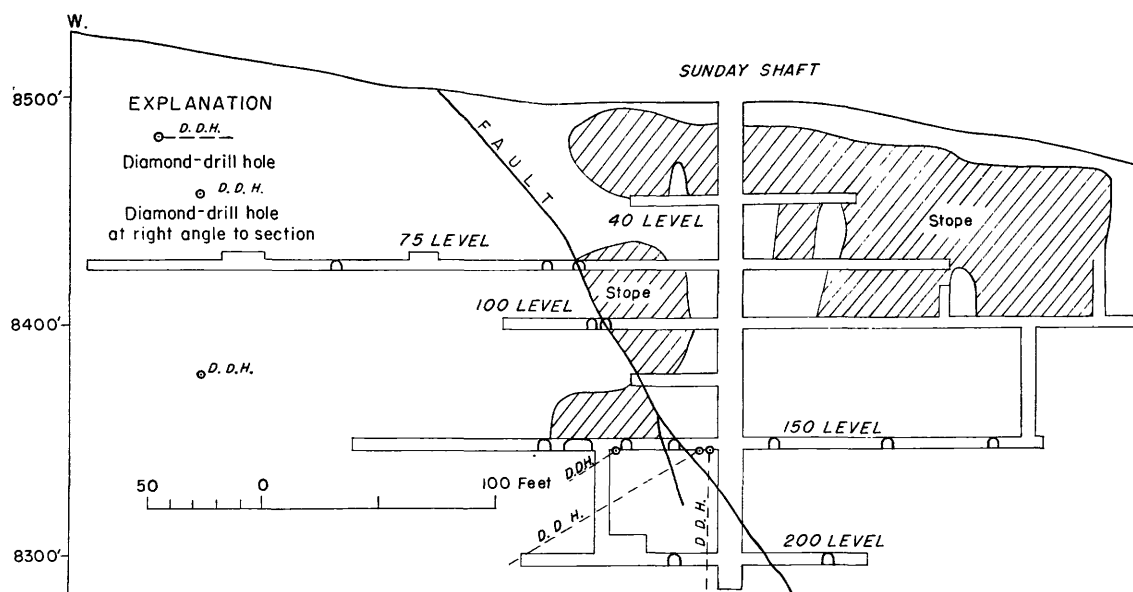 W.
SUNDAY SHAFT
8500'
EXPLANATION
D.D.H.
Diamond-drill hole
D.D.H.
Diamond-drill hole
at right angle to section
FAULT
40 LEVEL
Stope
75 LEVEL
Stope
100 LEVEL
8400'
D.D.H.
150 LEVEL
50 0 100 Feet
D.D.H.
D.D.H.
D.D.H.
200 LEVEL
8300'